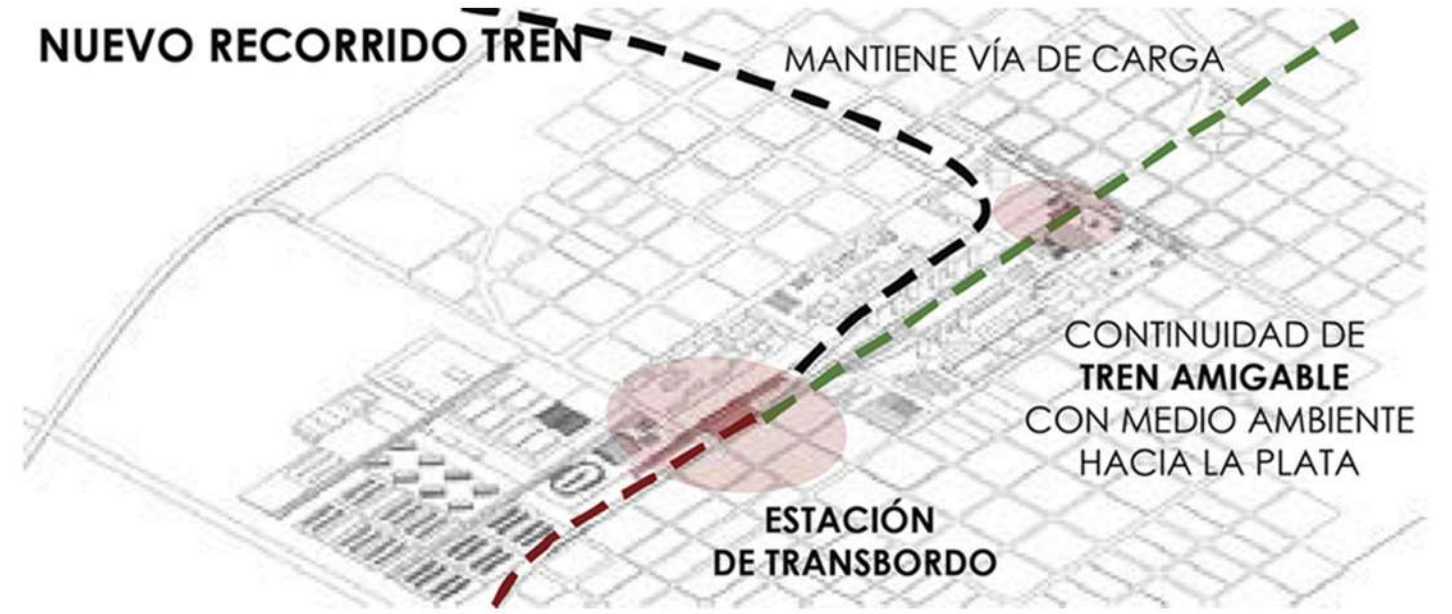 NUEVO RECORRIDO TREN
MANTIENE VÍA DE CARGA
CONTINUIDAD DE
TREN AMIGABLE
CON MEDIO AMBIENTE
HACIA LA PLATA
ESTACIÓN
DE TRANSBORDO